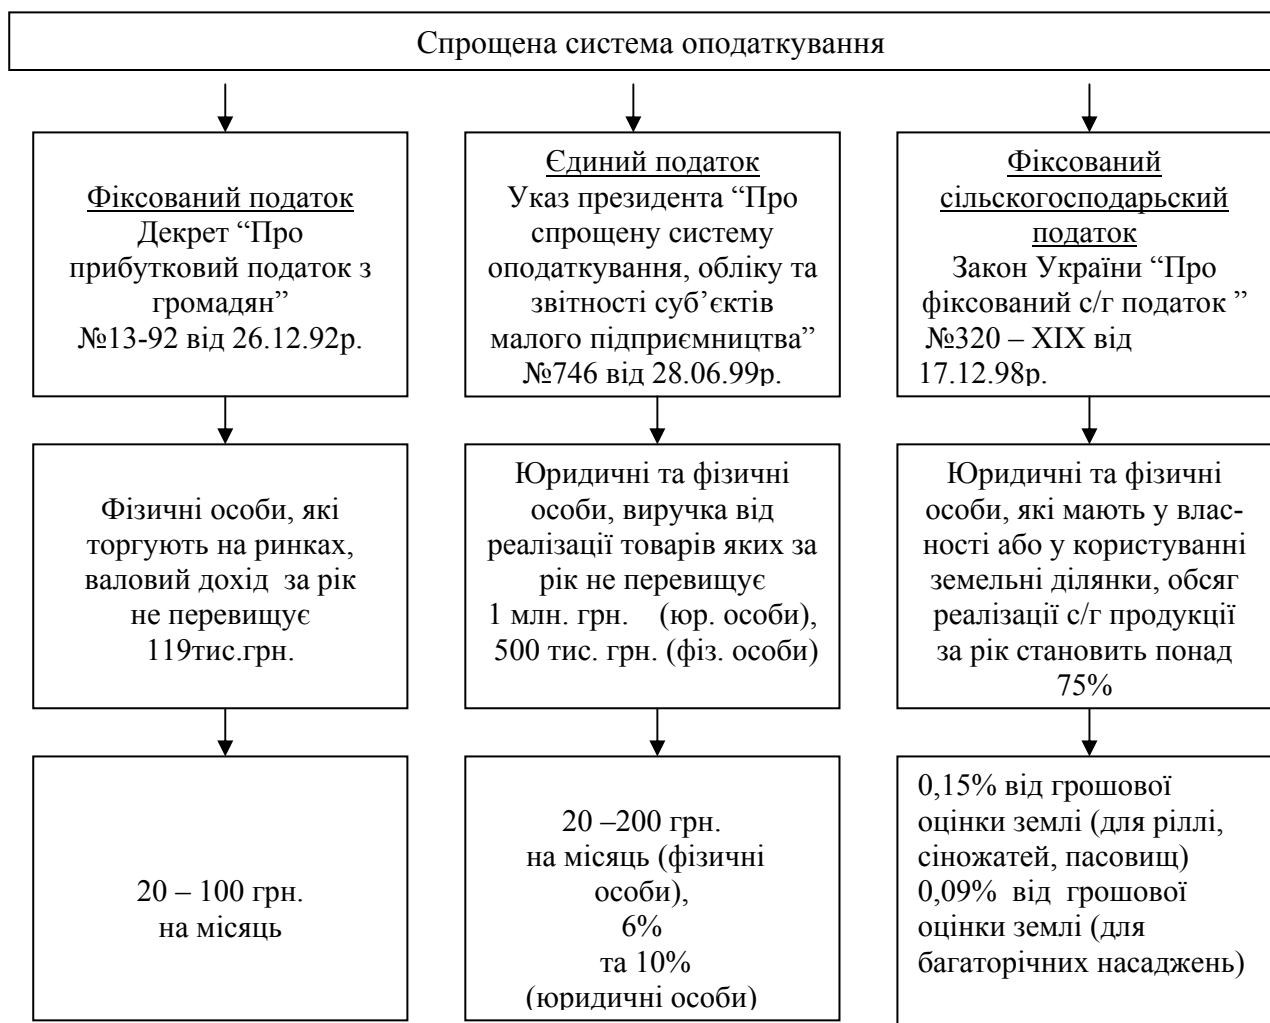 Спрощена система оподаткування
Фіксований податок
Декрет “Про
прибутковий податок з
громадян”
№13-92 від 26.12.92р.
Єдиний податок
Указ президента “Про
спрощену систему
оподаткування, обліку та
звітності суб’єктів
малого підприємництва”
№746 від 28.06.99р.
Фіксований
сільскогосподарьский
податок
Закон України “Про
фіксований с/г податок ”
№320 – XIX від
17.12.98р.
Фізичні особи, які
торгують на ринках,
валовий дохід за рік
не перевищує
119тис.грн.
Юридичні та фізичні
особи, виручка від
реалізації товарів яких за
рік не перевищує
1 млн. грн. (юр. особи),
500 тис. грн. (фіз. особи)
Юридичні та фізичні
особи, які мають у влас-
ності або у користуванні
земельні ділянки, обсяг
реалізації с/г продукції
за рік становить понад
75%
20 – 100 грн.
на місяць
20 –200 грн.
на місяць (фізичні
особи),
6%
та 10%
(юридичні особи)
0,15% від грошової
оцінки землі (для ріллі,
сіножатей, пасовищ)
0,09% від грошової
оцінки землі (для
багаторічних насаджень)